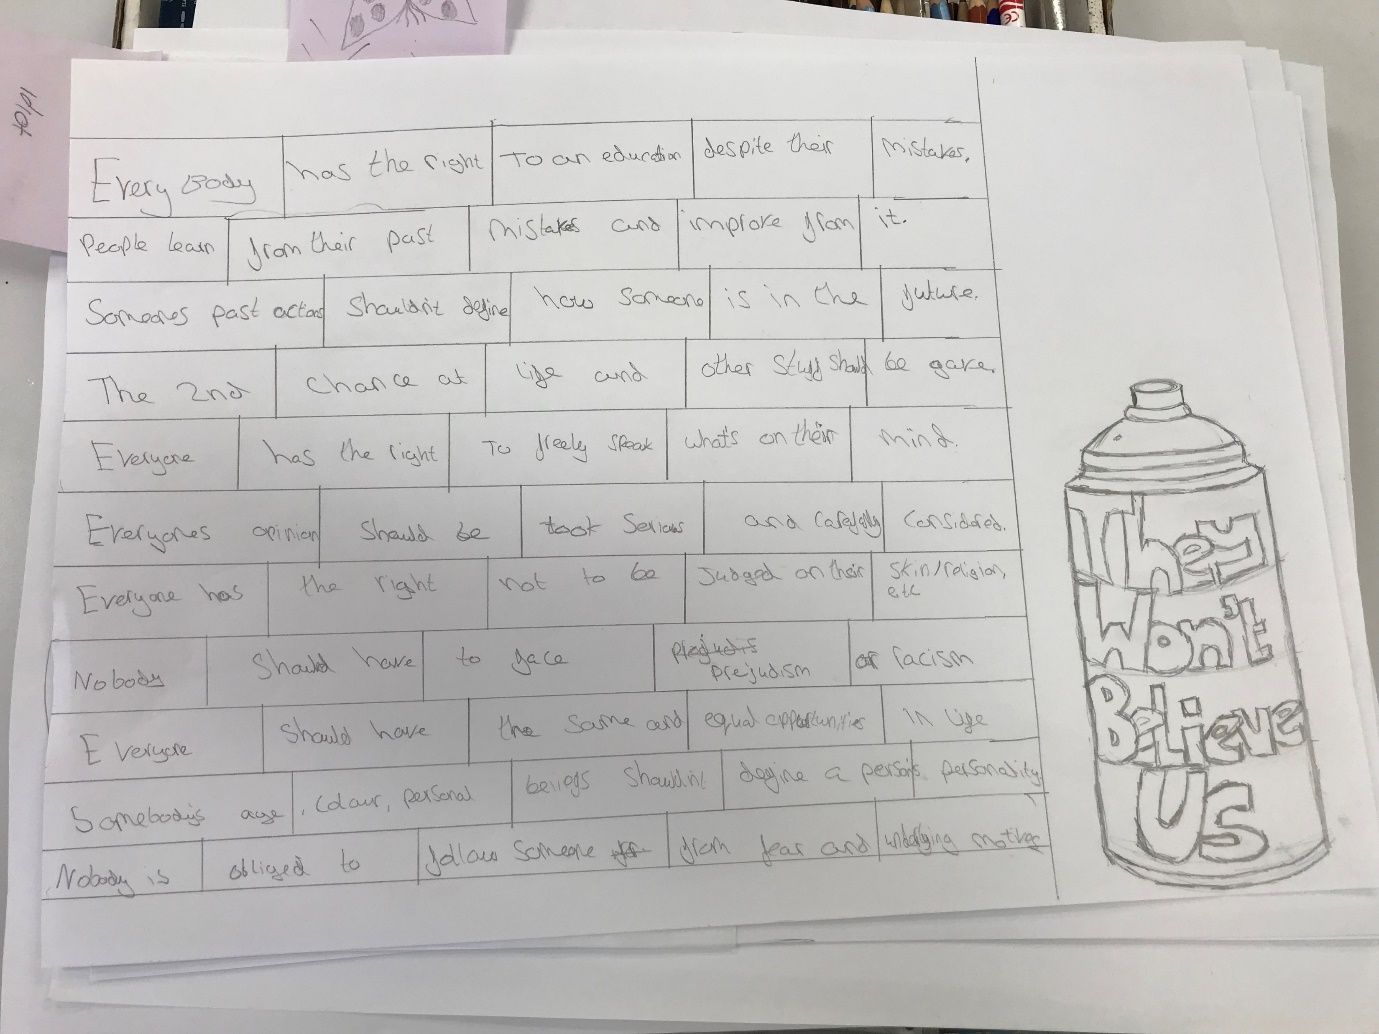 Idiot
Every Body has the right To an education despite their mistakes.
People learn from their past mistakes and improve from it.
Someones past actions Shouldn't define how someone is in the future.
The 2nd chance at life and other stuff should be gave.
Everyone has the right To freely speak what's on their mind.
Everyones opinion should be took Serious and carefully considered.
Everyone has the right not to be Judged on their skin/religion, etc
Nobody should have to face prejudism or racism
Everyone should have the same and equal opportunities in life
Somebody's age, colour, personal beliefs shouldn't define a person's personality
Nobody is obliged to follow someone from fear and underlying motive
They
Won't
Believe
Us